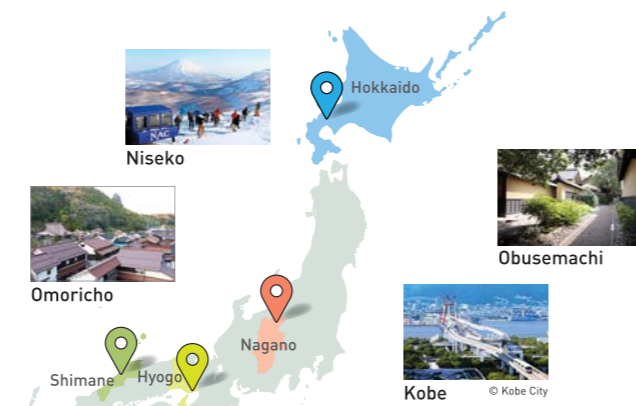 Hokkaido
NAC
Niseko
Obusemachi
Omoricho
Nagano
Shimane
Hyogo
Kobe
© Kobe City